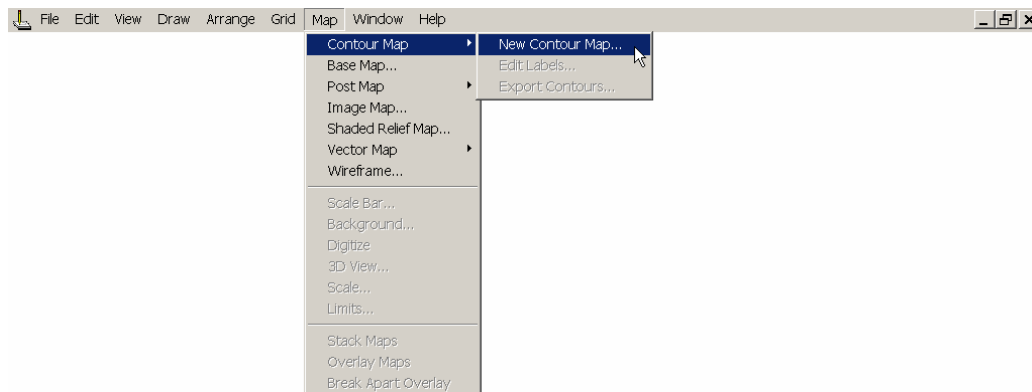 File Edit View Draw Arrange Grid Map Window Help
Contour Map
New Contour Map...
Edit Labels...
Export Contours...
Base Map...
Post Map
Image Map...
Shaded Relief Map...
Vector Map
Wireframe...
Scale Bar...
Background...
Digitize
3D View...
Scale...
Limits...
Stack Maps
Overlay Maps
Break Apart Overlay